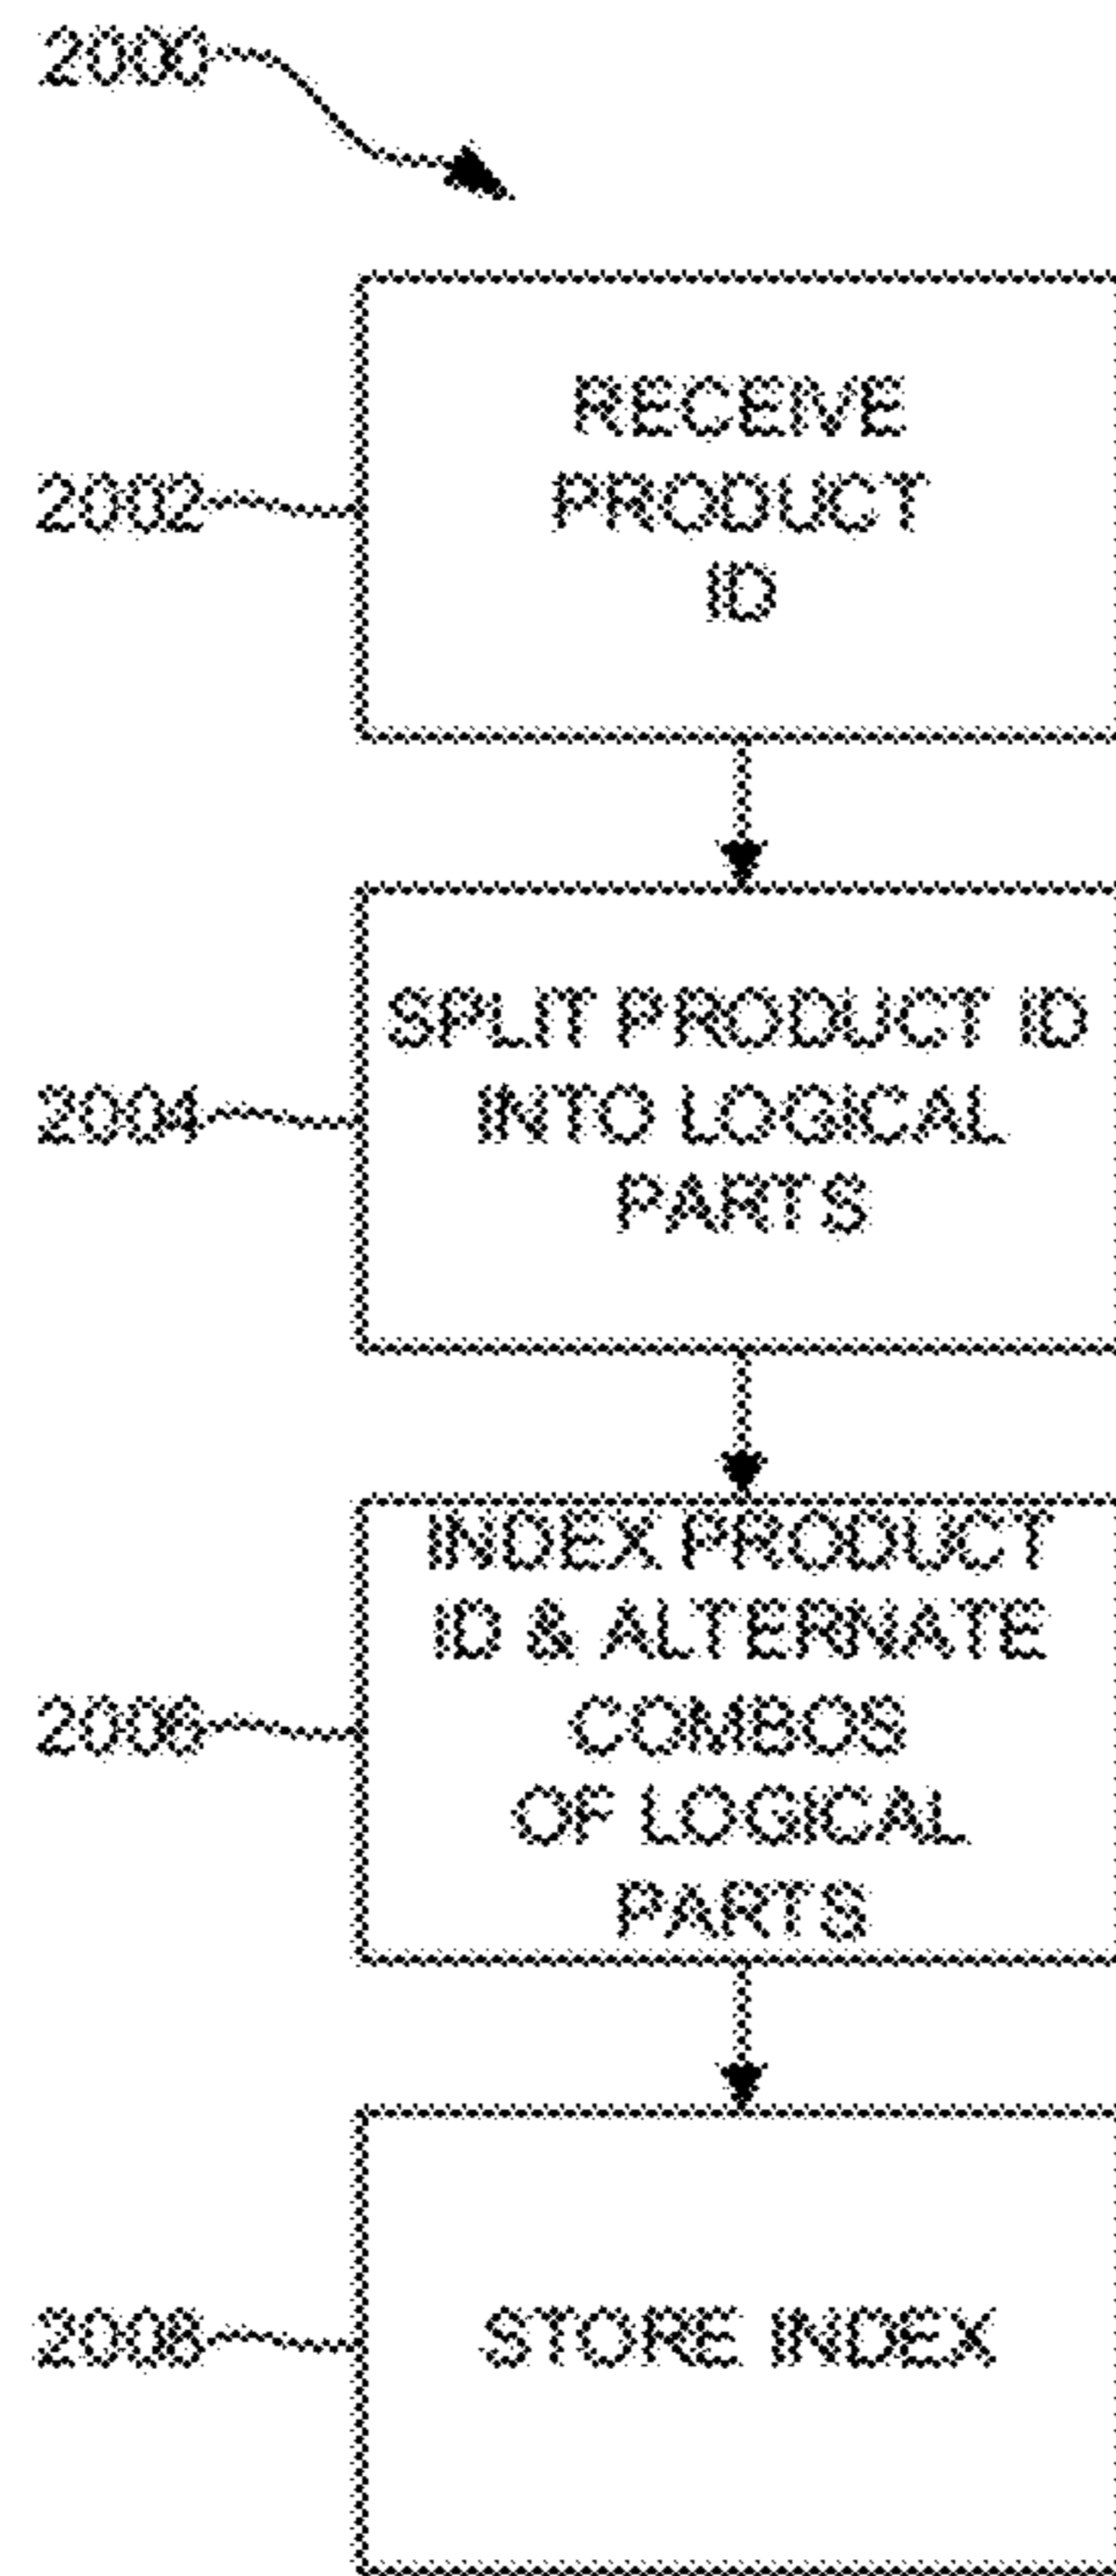 2000
RECEIVE
PRODUCT
ID
2002
SPLIT PRODUCT ID
INTO LOGICAL
PARTS
2004
INDEX PRODUCT
ID & ALTERNATE
COMBOS
OF LOGICAL
PARTS
2006
STORE INDEX
2008